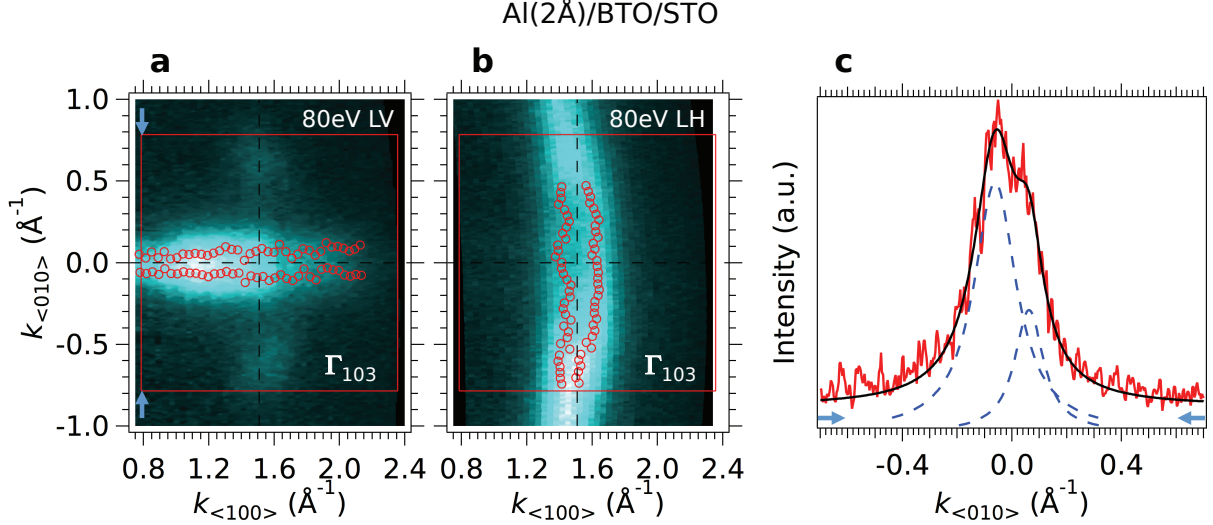 Al(2Å)/BTO/STO
a
b
c
80eV LV
80eV LH
Γ103
Γ103
1.0
0.5
0.0
-0.5
-1.0
k<010> (Å-1)
0.8 1.2 1.6 2.0 2.4
0.8 1.2 1.6 2.0 2.4
k<100> (Å-1)
k<100> (Å-1)
Intensity (a.u.)
-0.4 0.0 0.4
k<010> (Å-1)